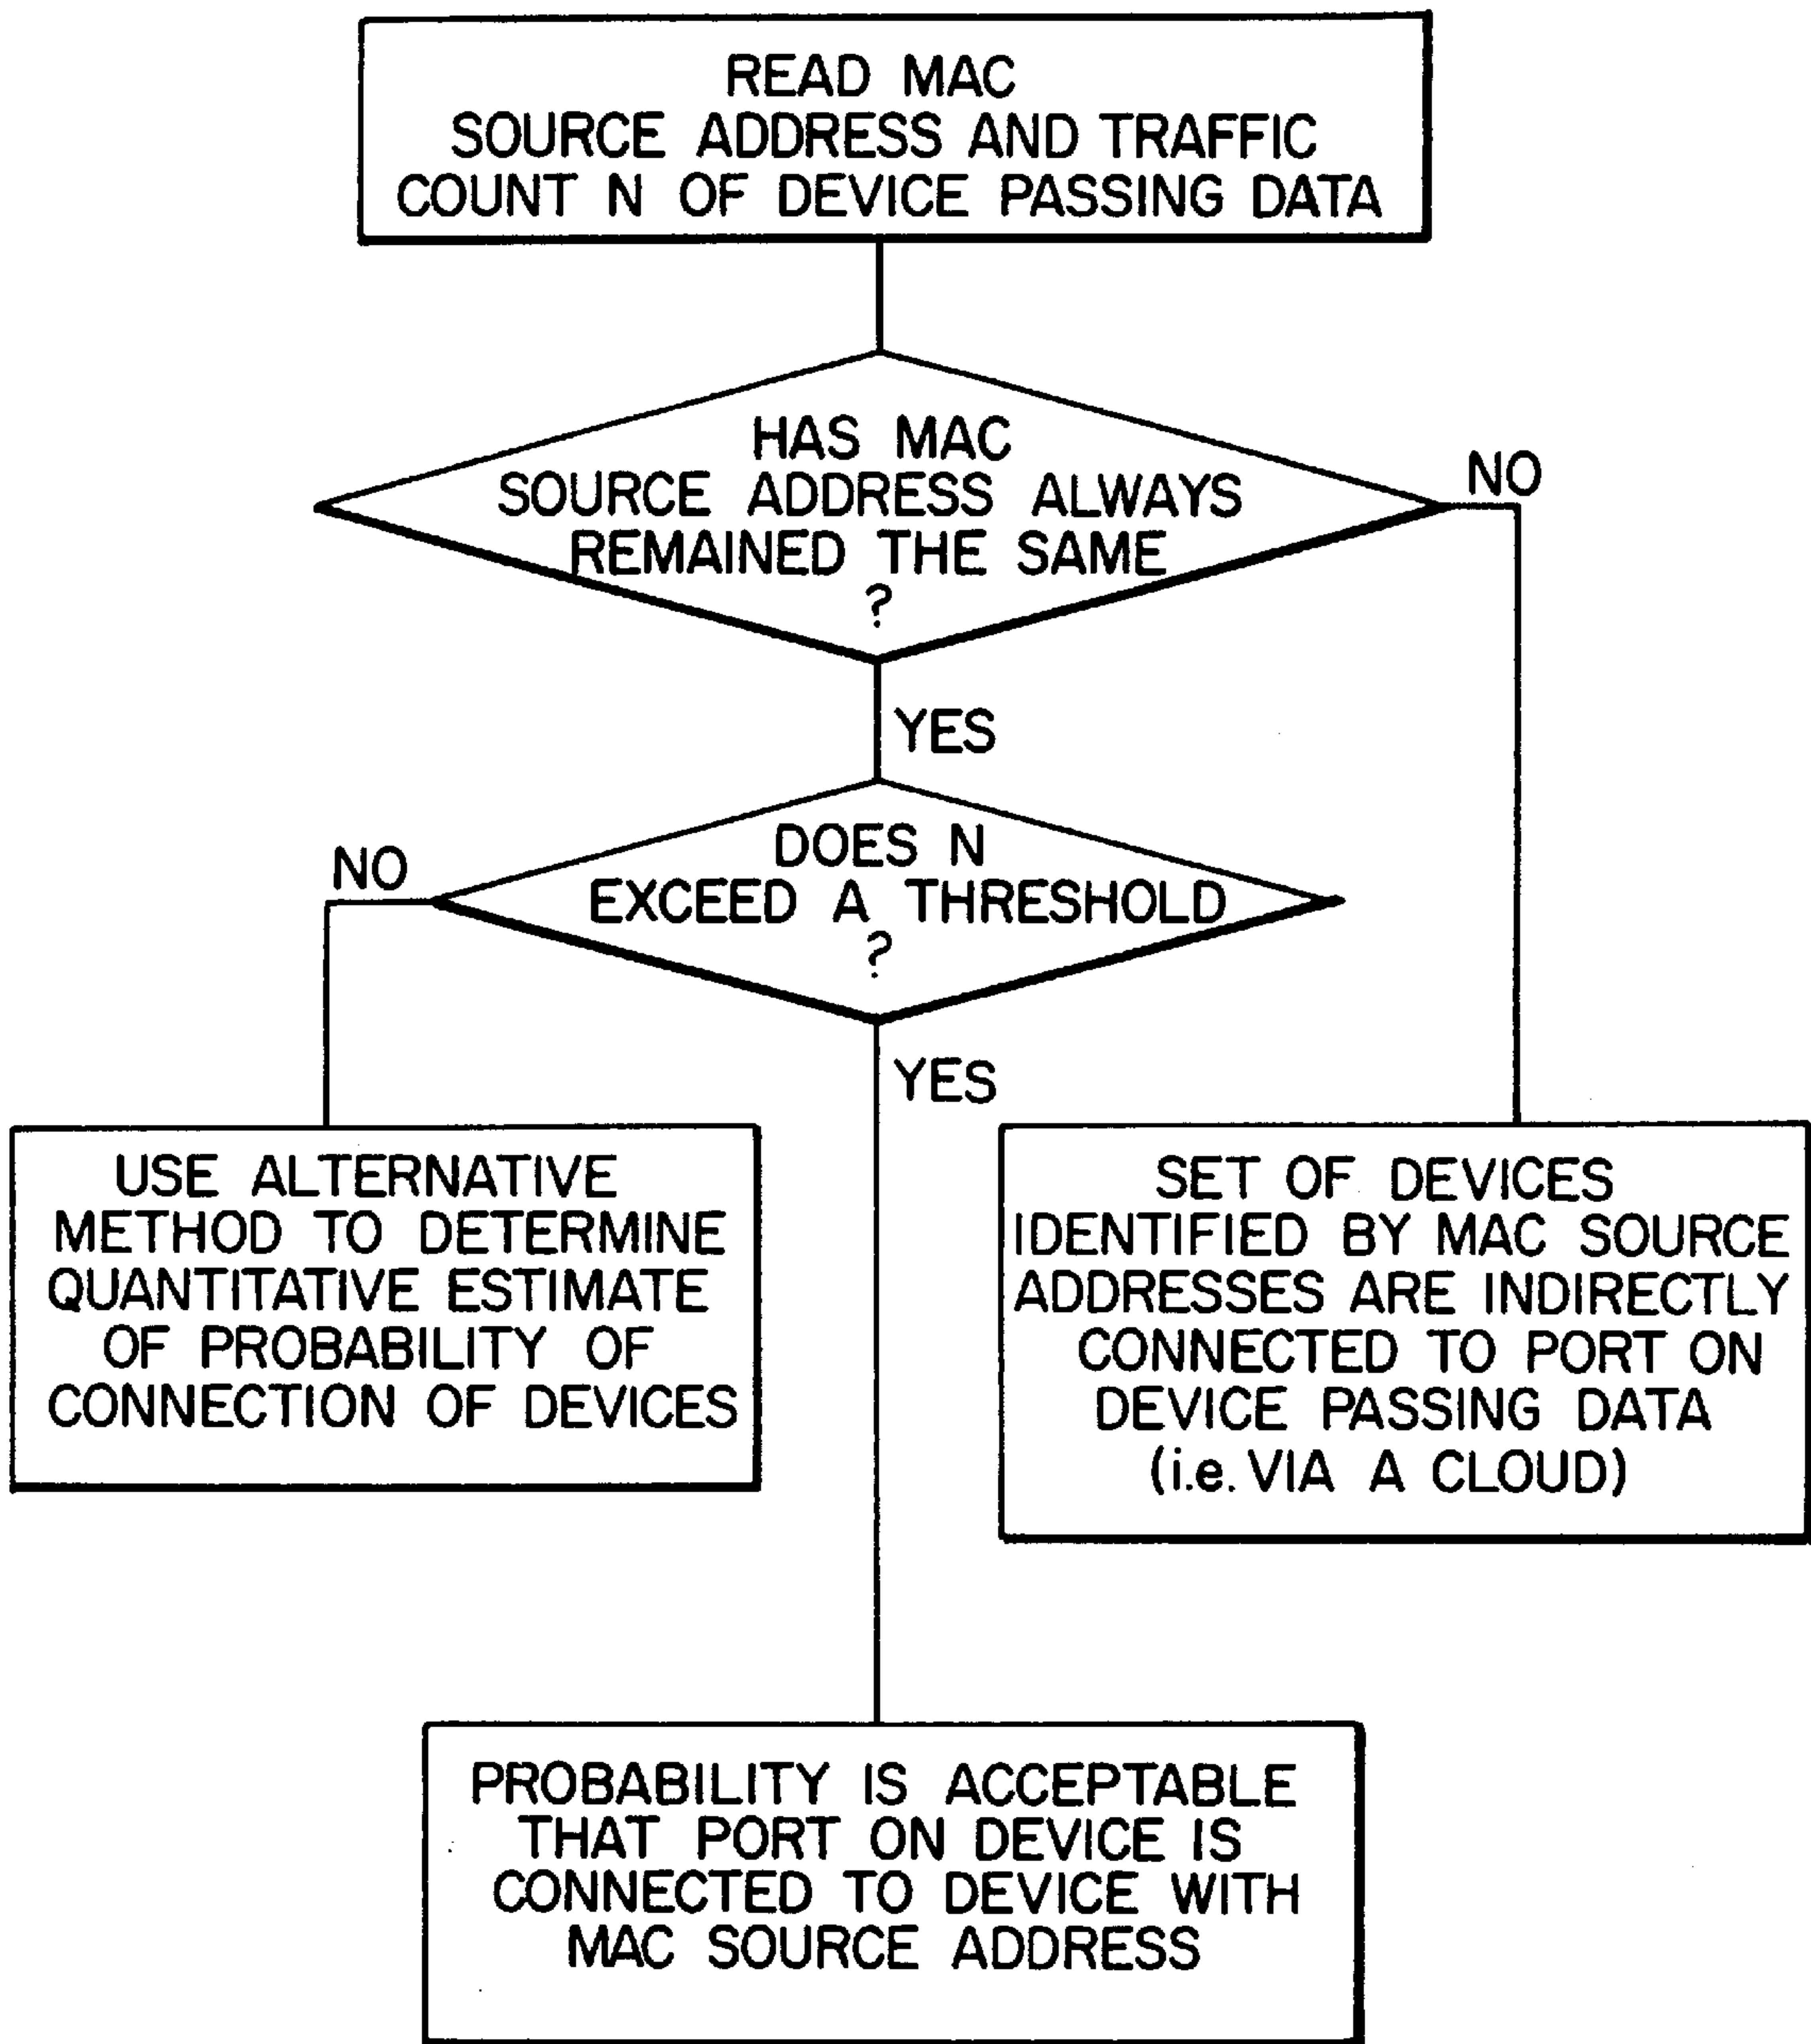 READ MAC
SOURCE ADDRESS AND TRAFFIC
COUNT N OF DEVICE PASSING DATA
HAS MAC
SOURCE ADDRESS ALWAYS
REMAINED THE SAME
?
NO
YES
DOES N
EXCEED A THRESHOLD
?
NO
YES
USE ALTERNATIVE
METHOD TO DETERMINE
QUANTITATIVE ESTIMATE
OF PROBABILITY OF
CONNECTION OF DEVICES
SET OF DEVICES
IDENTIFIED BY MAC SOURCE
ADDRESSES ARE INDIRECTLY
CONNECTED TO PORT ON
DEVICE PASSING DATA
(i.e. VIA A CLOUD)
PROBABILITY IS ACCEPTABLE
THAT PORT ON DEVICE IS
CONNECTED TO DEVICE WITH
MAC SOURCE ADDRESS